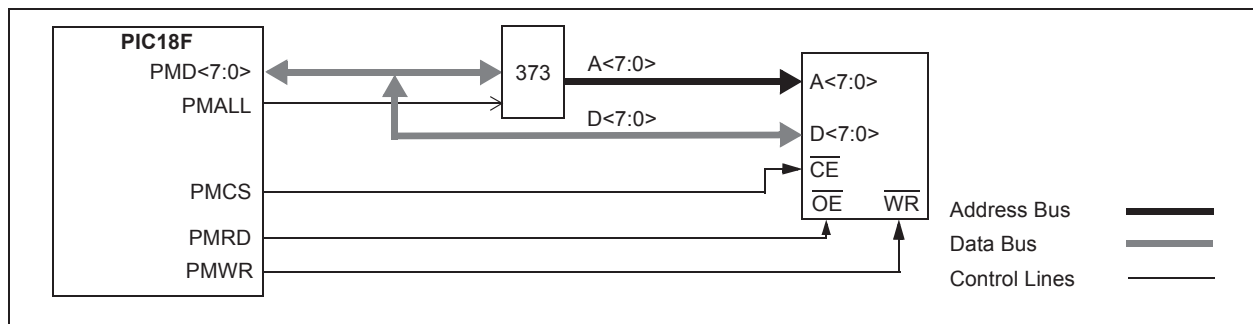 PIC18F
PMD<7:0>
PMALL
PMCS
PMRD
PMWR
373
A<7:0>
D<7:0>
A<7:0>
D<7:0>
CE
OE WR
Address Bus
Data Bus
Control Lines